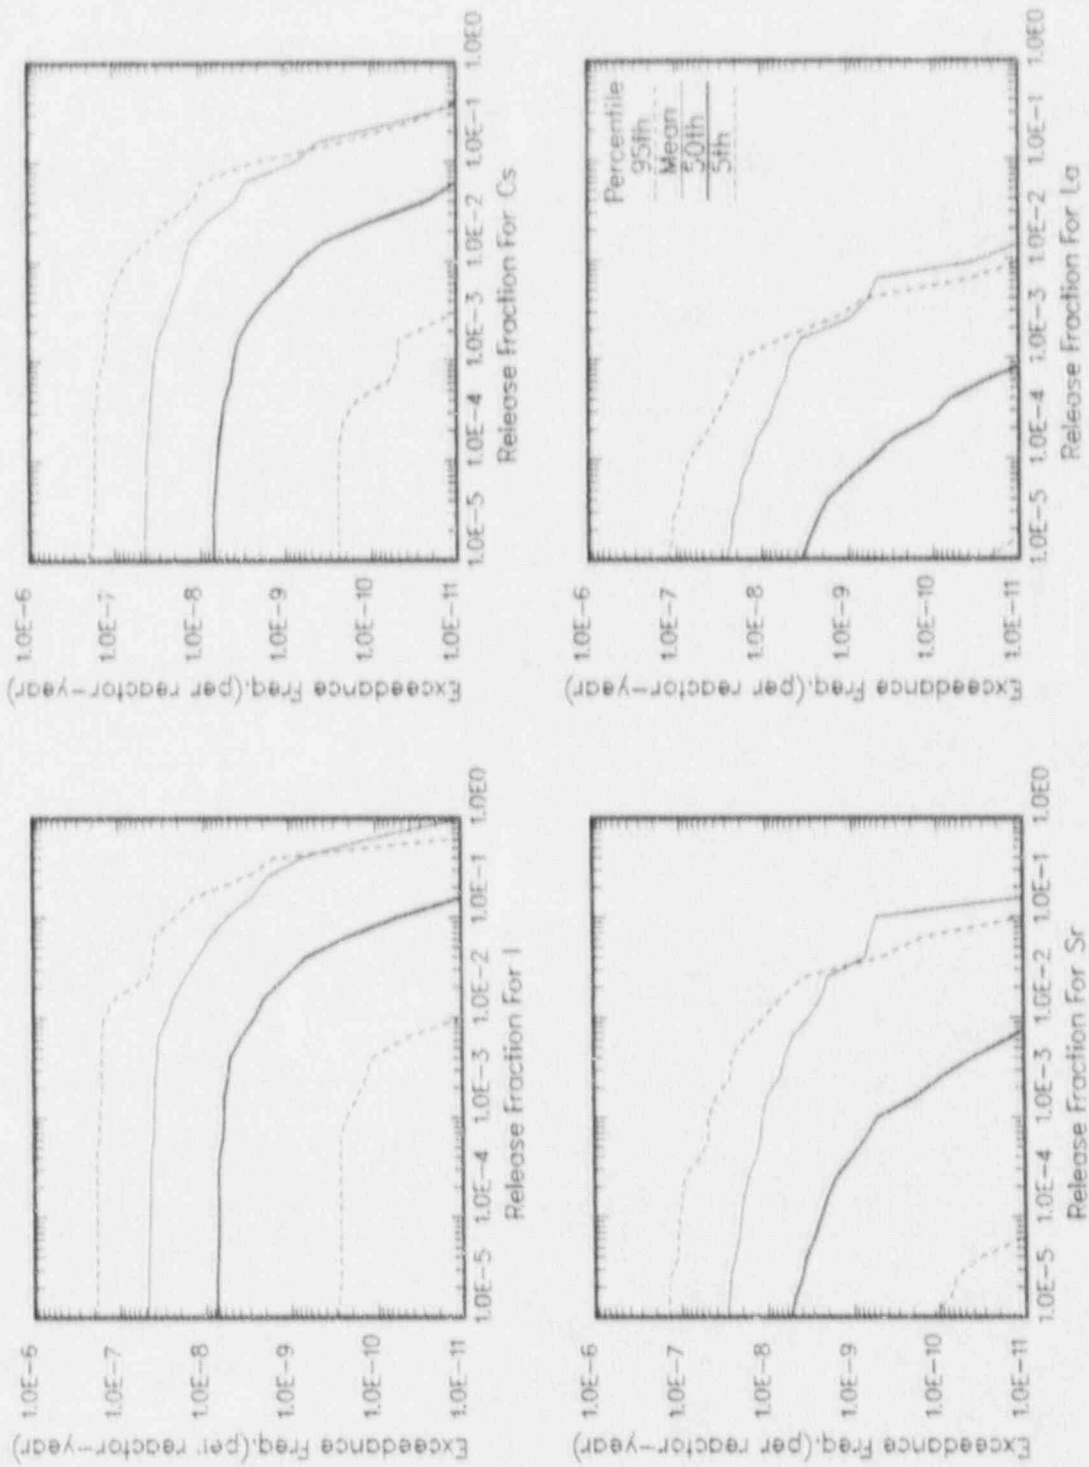 Exceedance Freq.(per reactor-year)
1.0E-6
1.0E-7
1.0E-8
1.0E-9
1.0E-10
1.0E-11
1.0E-5 1.0E-4 1.0E-3 1.0E-2 1.0E-1 1.0E0
Release Fraction For I
Exceedance Freq.(per reactor-year)
1.0E-6
1.0E-7
1.0E-8
1.0E-9
1.0E-10
1.0E-11
1.0E-5 1.0E-4 1.0E-3 1.0E-2 1.0E-1 1.0E0
Release Fraction For Cs
Exceedance Freq.(per reactor-year)
1.0E-6
1.0E-7
1.0E-8
1.0E-9
1.0E-10
1.0E-11
1.0E-5 1.0E-4 1.0E-3 1.0E-2 1.0E-1 1.0E0
Release Fraction For Sr
Exceedance Freq.(per reactor-year)
1.0E-6
1.0E-7
1.0E-8
1.0E-9
1.0E-10
1.0E-11
Percentile
95th
Mean
50th
5th
1.0E-5 1.0E-4 1.0E-3 1.0E-2 1.0E-1 1.0E0
Release Fraction For La